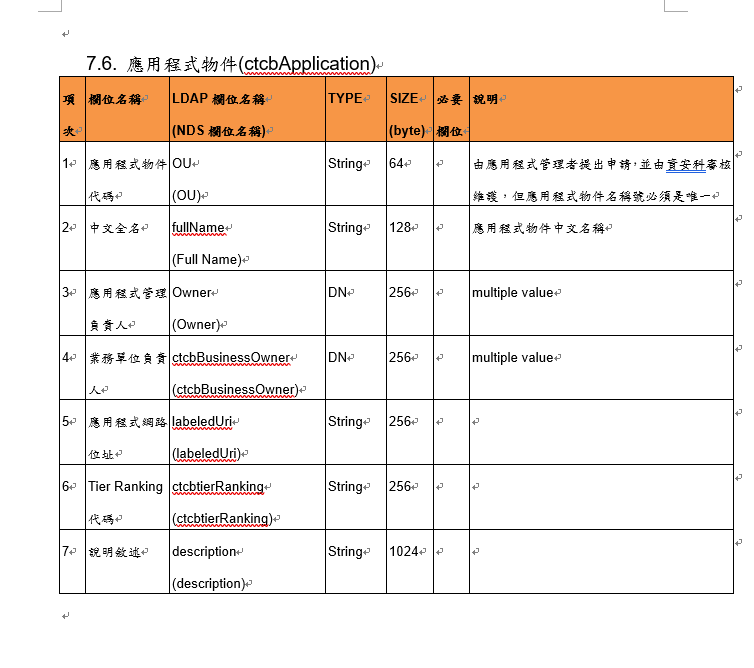 7.6. 應用程式物件(ctcbApplication)
項次 欄位名稱 LDAP 欄位名稱 (NDS 欄位名稱) TYPE SIZE (byte) 必要欄位 說明
1 應用程式物件代碼 OU (OU) String 64 由應用程式管理者提出申請，並由資安科審核維護，但應用程式物件名稱號必須是唯一
2 中文全名 fullName (Full Name) String 128 應用程式物件中文名稱
3 應用程式管理負責人 Owner (Owner) DN 256 multiple value
4 業務單位負責人 ctcbBusinessOwner (ctcbBusinessOwner) DN 256 multiple value
5 應用程式網路位址 labeledUri (labeledUri) String 256
6 Tier Ranking 代碼 ctcbtierRanking (ctcbtierRanking) String 256
7 說明敘述 description (description) String 1024